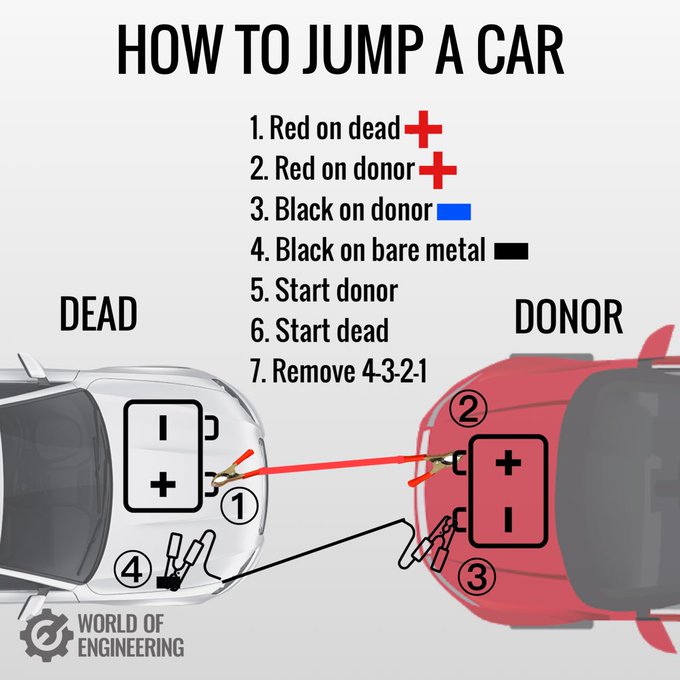 HOW TO JUMP A CAR
1. Red on dead +
2. Red on donor +
3. Black on donor -
4. Black on bare metal -
5. Start donor
6. Start dead
7. Remove 4-3-2-1
DEAD
DONOR
-
+
1
4
2
+
-
3
WORLD OF
ENGINEERING